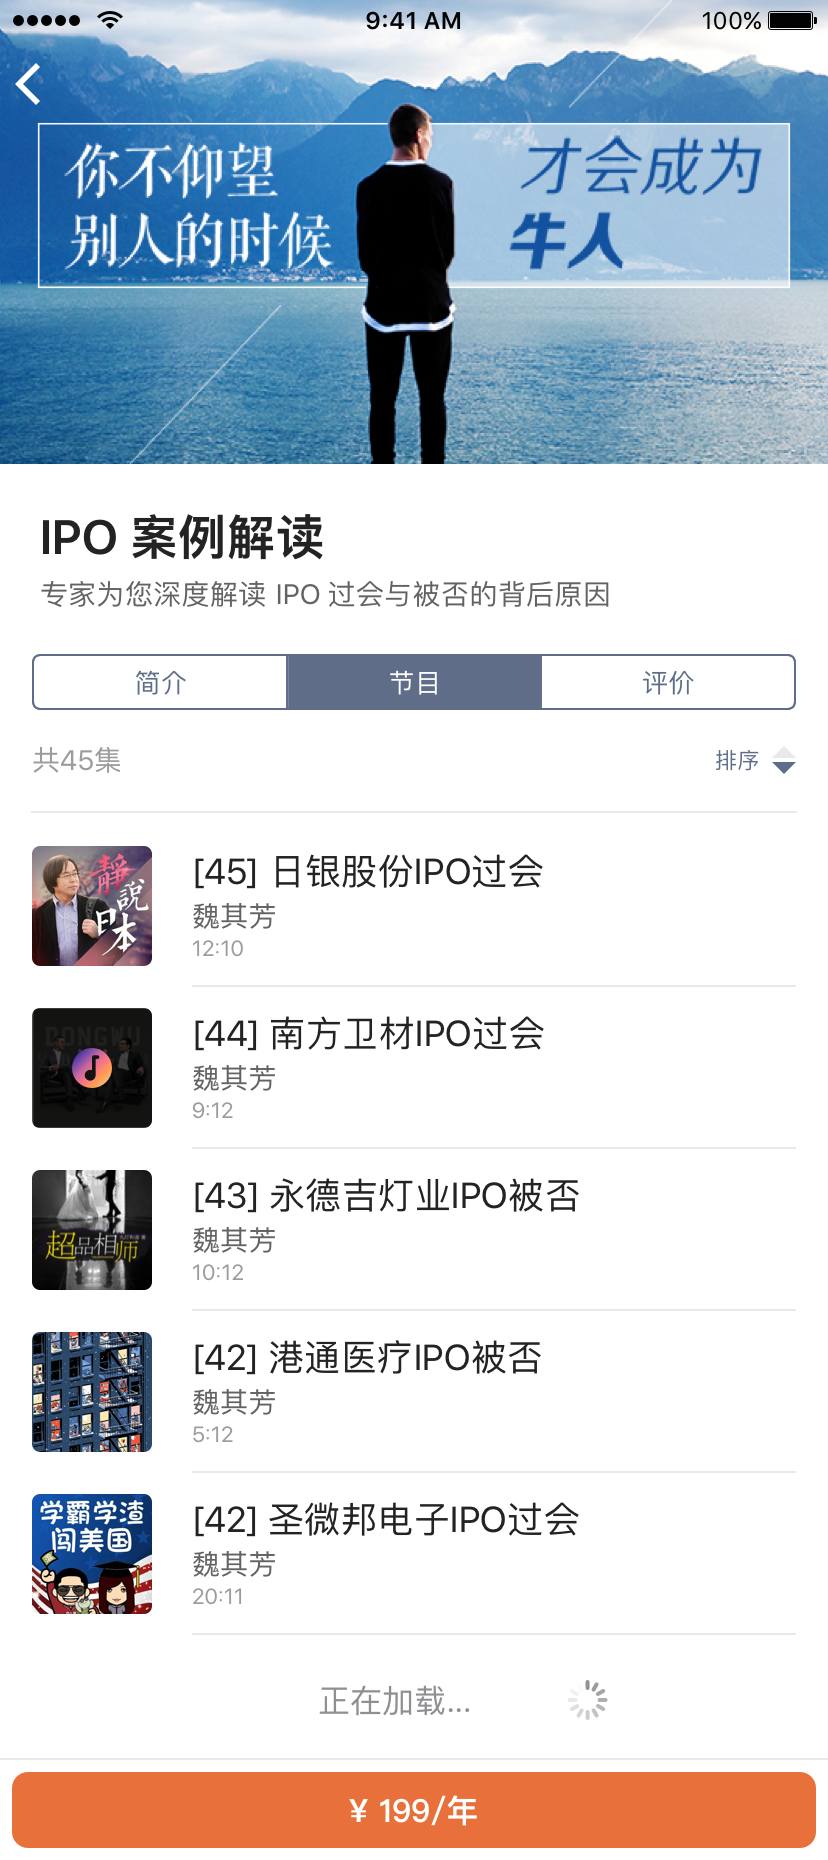 9:41 AM
100%
你不仰望
别人的时候
才会成为
牛人
IPO 案例解读
专家为您深度解读 IPO 过会与被否的背后原因
简介
节目
评价
共45集
排序
静
說
日本
[45] 日银股份IPO过会
魏其芳
12:10
[44] 南方卫材IPO过会
魏其芳
9:12
超品相师
[43] 永德吉灯业IPO被否
魏其芳
10:12
[42] 港通医疗IPO被否
魏其芳
5:12
学霸学渣
闯美国
[42] 圣微邦电子IPO过会
魏其芳
20:11
正在加载...
¥ 199/年